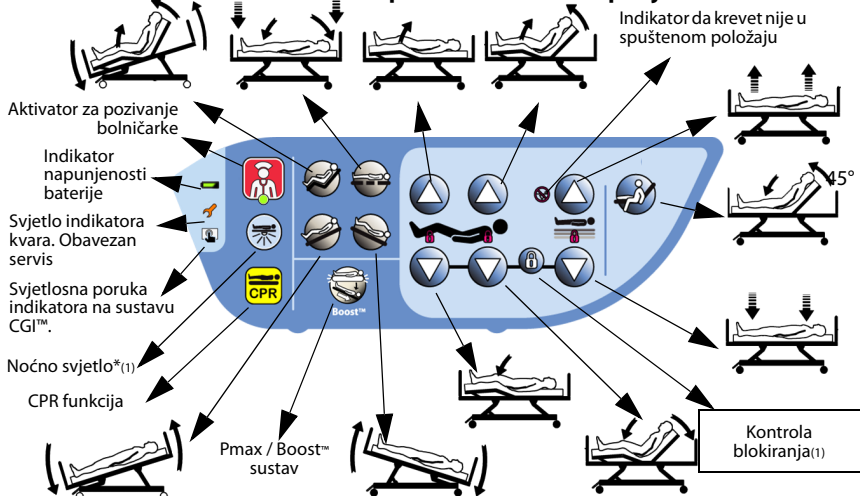 Indikator da krevet nije u
spuštenom položaju
Aktivator za pozivanje
bolničarke
Indikator
napunjenosti
baterije
45°
Svjetlo indikatora
kvara. Obavezan
servis
CPR
Boost™
Svjetlosna poruka
indikatora na sustavu
CGI™.
Noćno svjetlo*(1)
CPR funkcija
Pmax / Boost™
sustav
Kontrola
blokiranja(1)